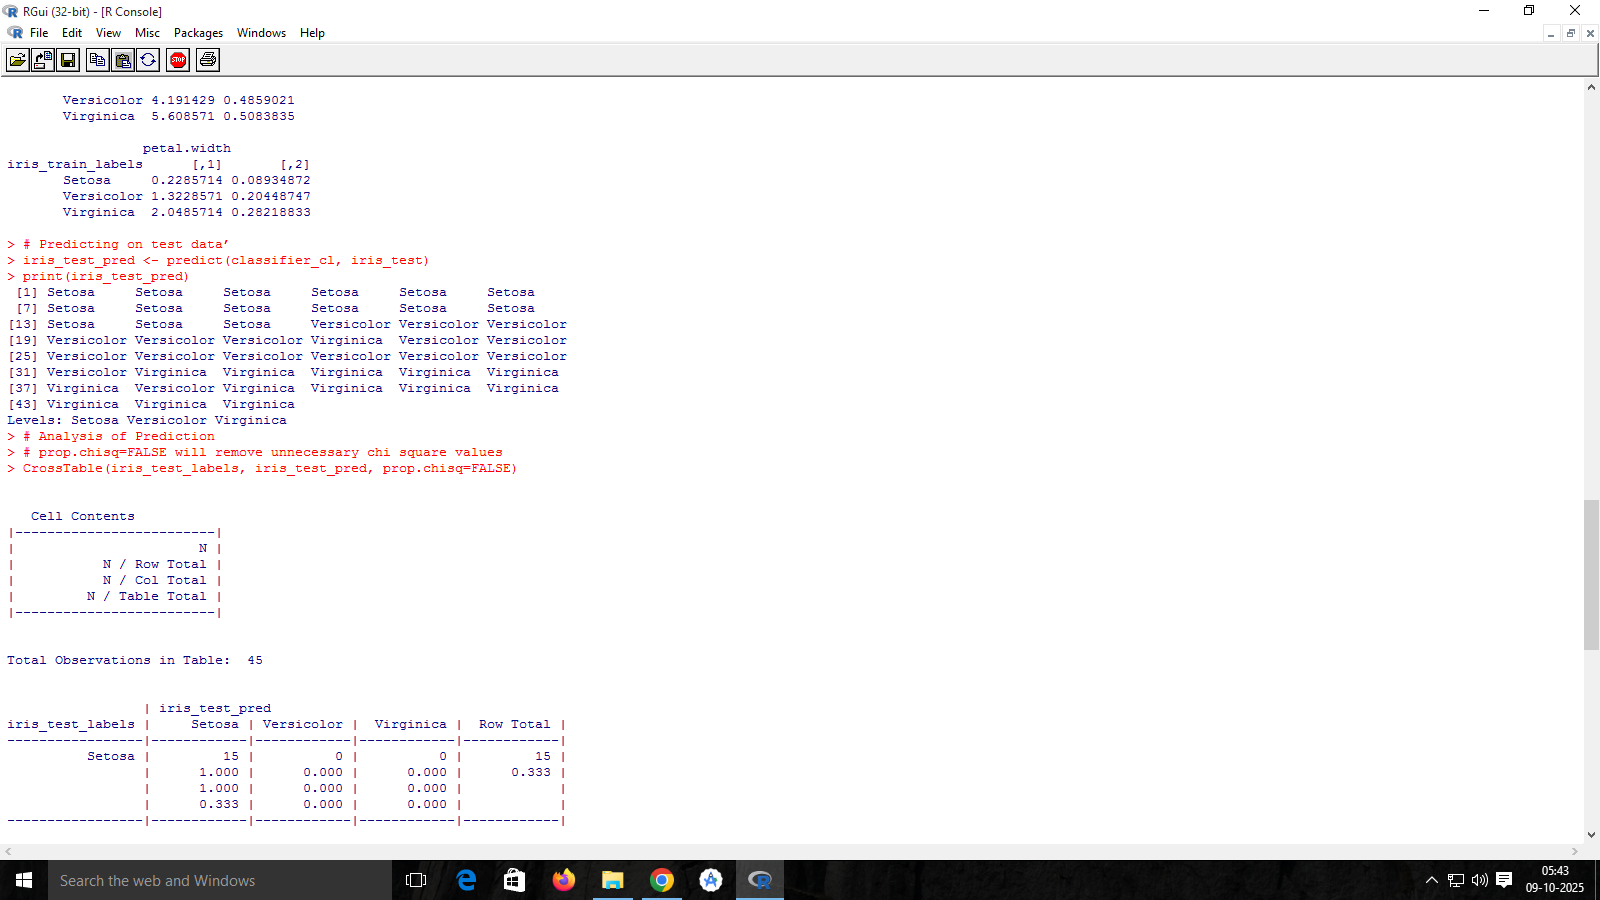 RGui (32-bit) - [R Console]
File Edit View Misc Packages Windows Help
STOP
Versicolor 4.191429 0.4859021
Virginica 5.608571 0.5083835
petal.width
iris_train_labels [,1] [,2]
Setosa 0.2285714 0.08934872
Versicolor 1.3228571 0.20448747
Virginica 2.0485714 0.28218833
> # Predicting on test data’
> iris_test_pred <- predict(classifier_cl, iris_test)
> print(iris_test_pred)
[1] Setosa Setosa Setosa Setosa Setosa Setosa
[7] Setosa Setosa Setosa Setosa Setosa Setosa
[13] Setosa Setosa Setosa Versicolor Versicolor Versicolor
[19] Versicolor Versicolor Versicolor Virginica Versicolor Versicolor
[25] Versicolor Versicolor Versicolor Versicolor Versicolor Versicolor
[31] Versicolor Virginica Virginica Virginica Virginica Virginica
[37] Virginica Versicolor Virginica Virginica Virginica Virginica
[43] Virginica Virginica Virginica
Levels: Setosa Versicolor Virginica
> # Analysis of Prediction
> # prop.chisq=FALSE will remove unnecessary chi square values
> CrossTable(iris_test_labels, iris_test_pred, prop.chisq=FALSE)
Cell Contents
|-------------------------|
| N |
| N / Row Total |
| N / Col Total |
| N / Table Total |
|-------------------------|
Total Observations in Table: 45
| iris_test_pred
iris_test_labels | Setosa | Versicolor | Virginica | Row Total |
-----------------|------------|------------|------------|------------|
Setosa | 15 | 0 | 0 | 15 |
| 1.000 | 0.000 | 0.000 | 0.333 |
| 1.000 | 0.000 | 0.000 | |
| 0.333 | 0.000 | 0.000 | |
-----------------|------------|------------|------------|------------|
Search the web and Windows
05:43
09-10-2025